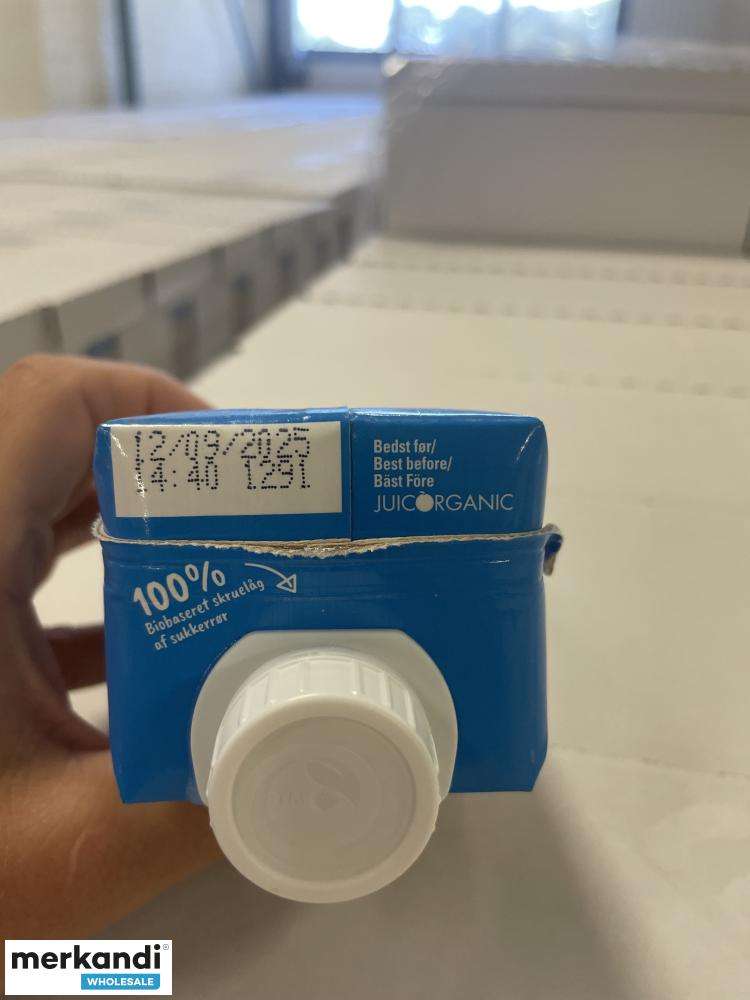 12/09/2025
14:40 1291
Bedst før/
Best before/
Bäst Före
JUICORGANIC
100%
Biobaseret skruelåg
af sukkerrør
merkandi®
WHOLESALE